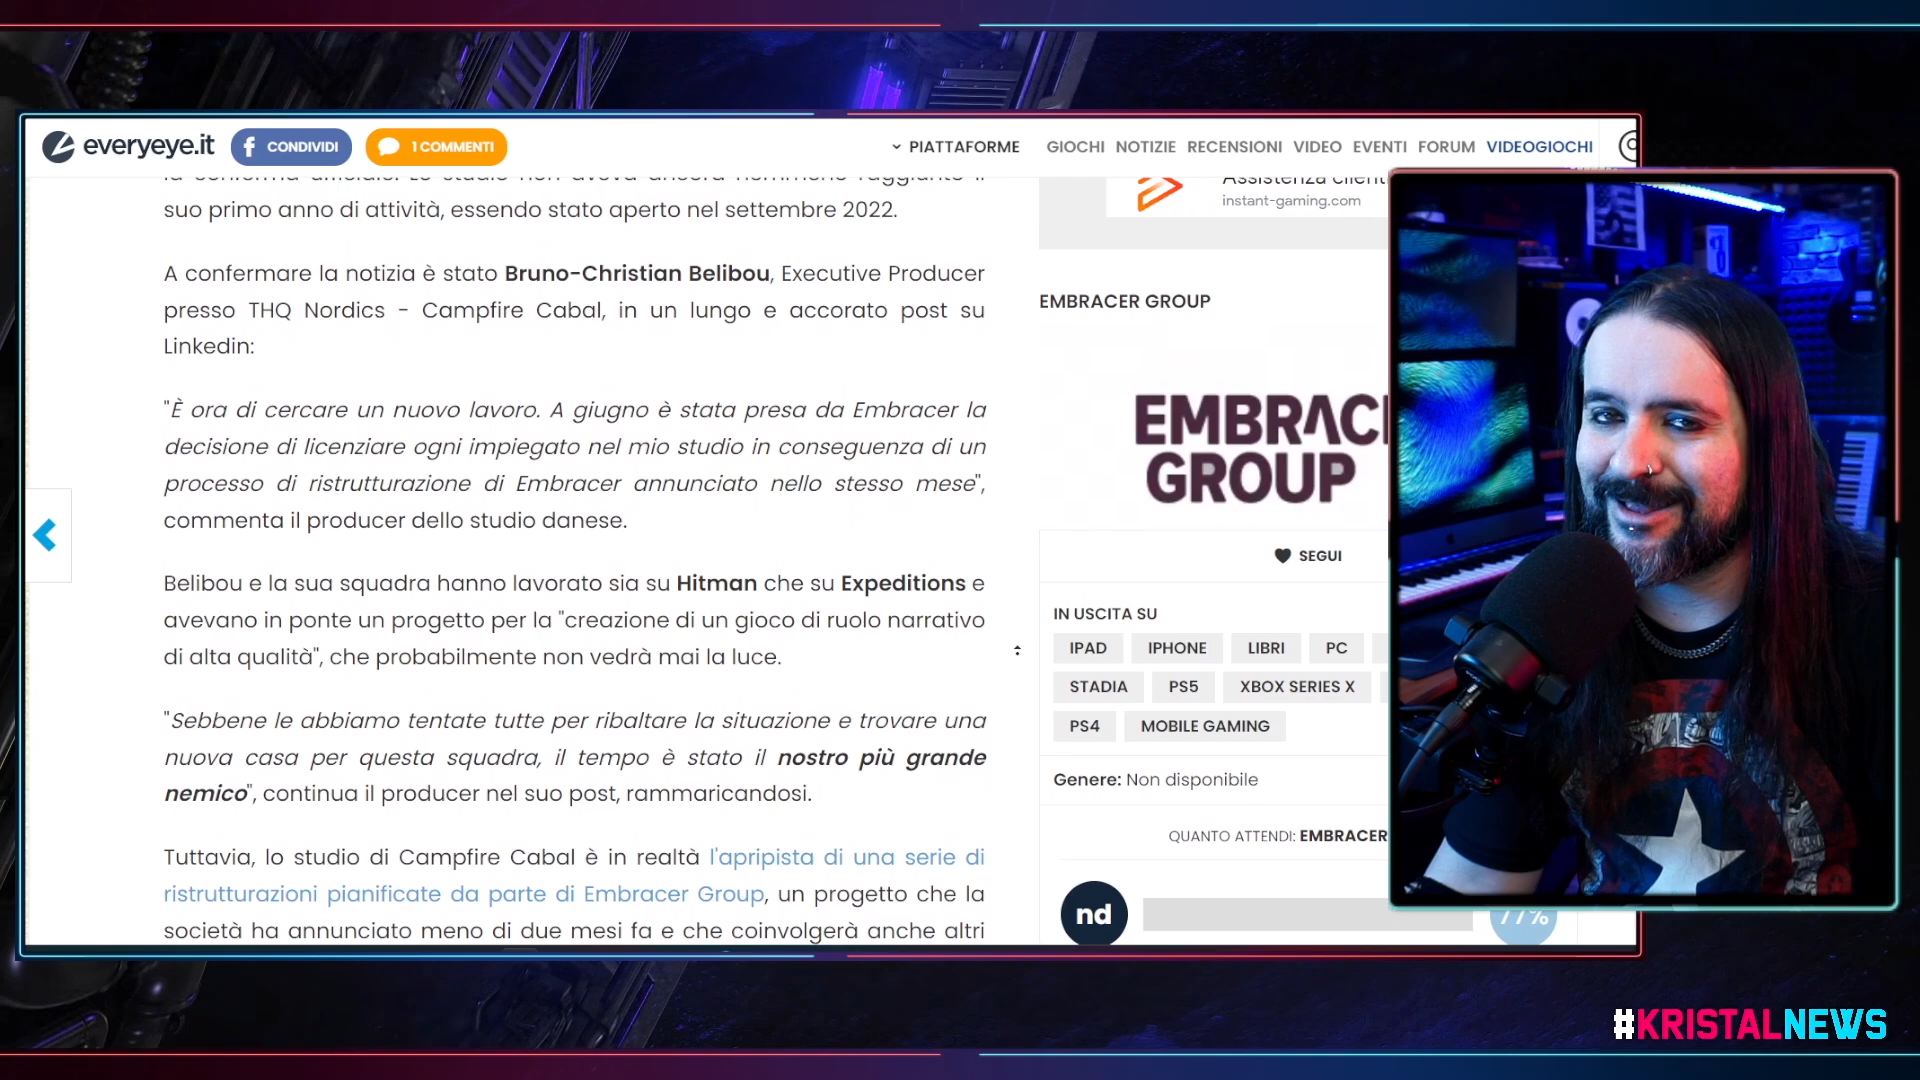 everyeye.it
CONDIVIDI
1 COMMENTI
PIATTAFORME
GIOCHI NOTIZIE RECENSIONI VIDEO EVENTI FORUM VIDEOGIOCHI
suo primo anno di attività, essendo stato aperto nel settembre 2022.
A confermare la notizia è stato Bruno-Christian Belibou, Executive Producer
presso THQ Nordics - Campfire Cabal, in un lungo e accorato post su
Linkedin:
"È ora di cercare un nuovo lavoro. A giugno è stata presa da Embracer la
decisione di licenziare ogni impiegato nel mio studio in conseguenza di un
processo di ristrutturazione di Embracer annunciato nello stesso mese",
commenta il producer dello studio danese.
Belibou e la sua squadra hanno lavorato sia su Hitman che su Expeditions e
avevano in ponte un progetto per la "creazione di un gioco di ruolo narrativo
di alta qualità", che probabilmente non vedrà mai la luce.
"Sebbene le abbiamo tentate tutte per ribaltare la situazione e trovare una
nuova casa per questa squadra, il tempo è stato il nostro più grande
nemico", continua il producer nel suo post, rammaricandosi.
Tuttavia, lo studio di Campfire Cabal è in realtà l'apripista di una serie di
ristrutturazioni pianificate da parte di Embracer Group, un progetto che la
società ha annunciato meno di due mesi fa e che coinvolgerà anche altri
Assistenza clienti
instant-gaming.com
EMBRACER GROUP
EMBRAC
GROUP
SEGUI
IN USCITA SU
IPAD IPHONE LIBRI PC
STADIA PS5 XBOX SERIES X
PS4 MOBILE GAMING
Genere: Non disponibile
QUANTO ATTENDI: EMBRACER
nd
77%
#KRISTALNEWS